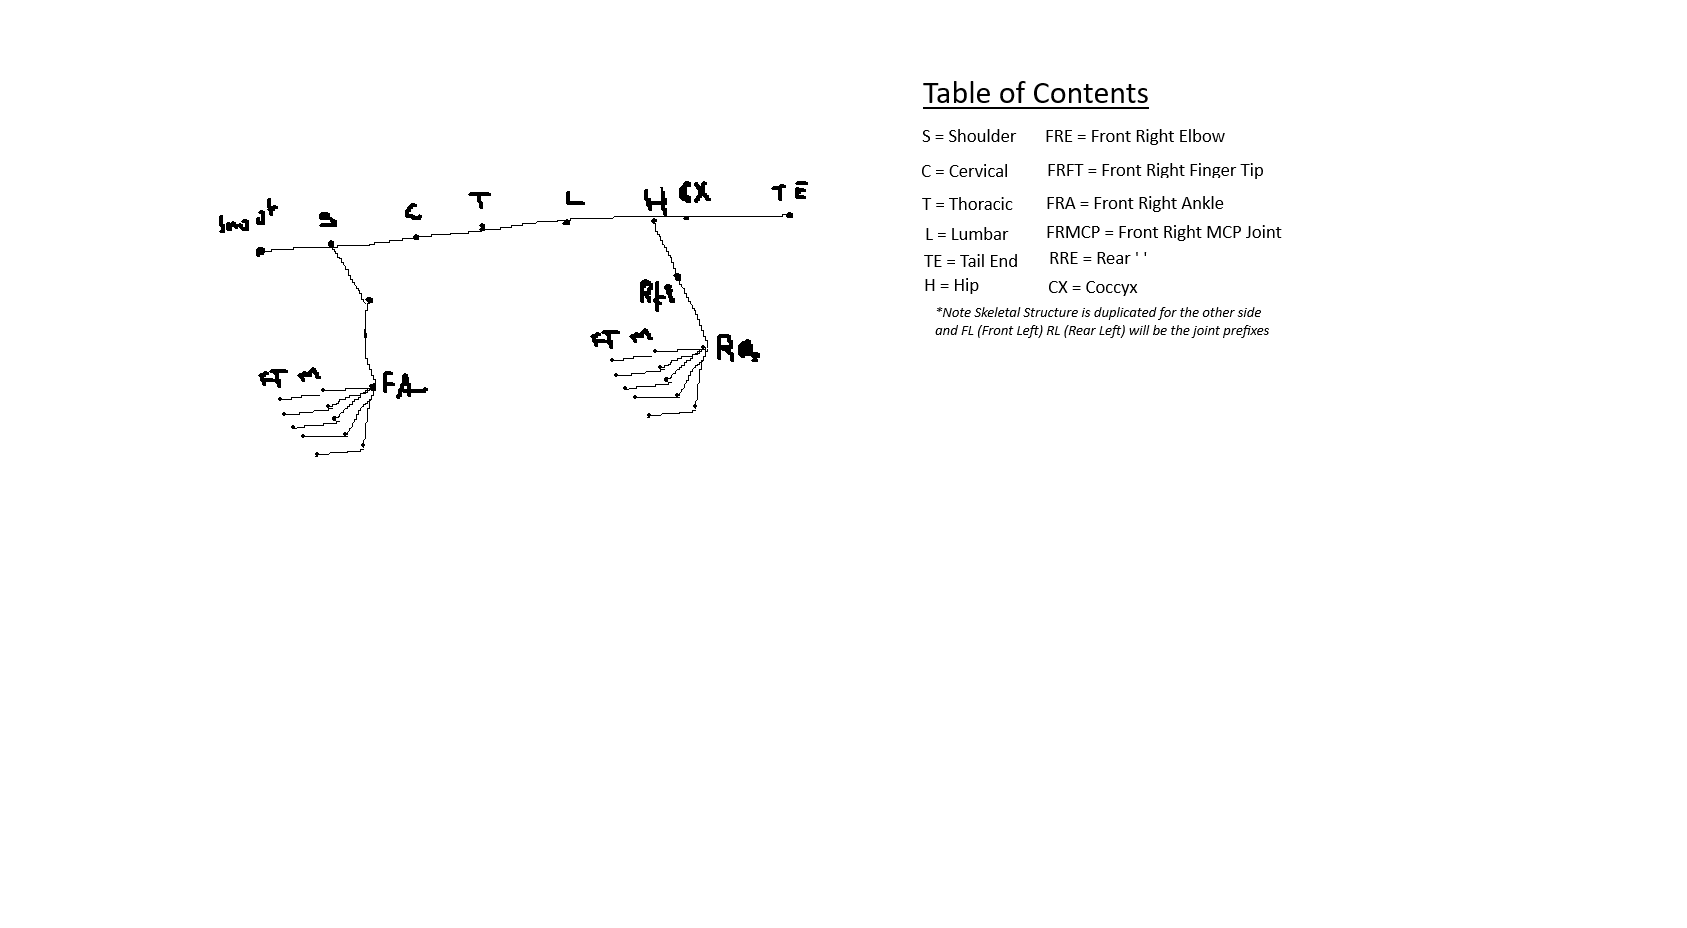 Table of Contents
S = Shoulder FRE = Front Right Elbow
C = Cervical FRFT = Front Right Finger Tip
T = Thoracic FRA = Front Right Ankle
L = Lumbar FRMCP = Front Right MCP Joint
TE = Tail End RRE = Rear ' '
H = Hip CX = Coccyx
*Note Skeletal Structure is duplicated for the other side
and FL (Front Left) RL (Rear Left) will be the joint prefixes
S C T L H CX TE
FT M RA
FT M FA